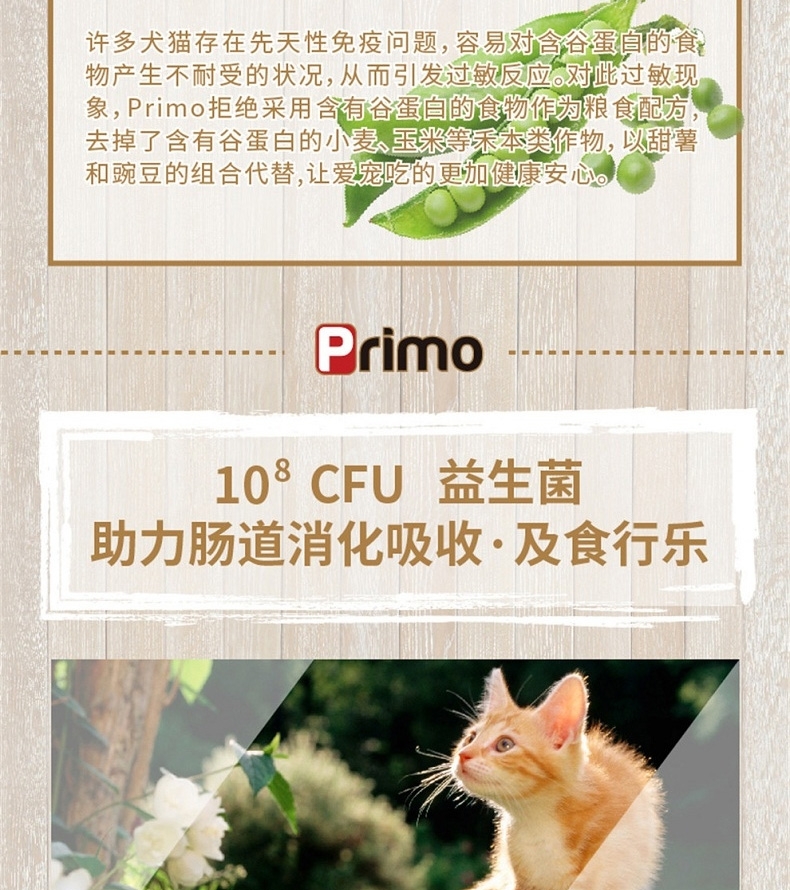 许多犬猫存在先天性免疫问题，容易对含谷蛋白的食
物产生不耐受的状况，从而引发过敏反应。对此过敏现
象，Primo拒绝采用含有谷蛋白的食物作为粮食配方，
去掉了含有谷蛋白的小麦、玉米等禾本类作物，以甜薯
和豌豆的组合代替，让爱宠吃的更加健康安心。
Primo
10⁸ CFU 益生菌
助力肠道消化吸收·及食行乐